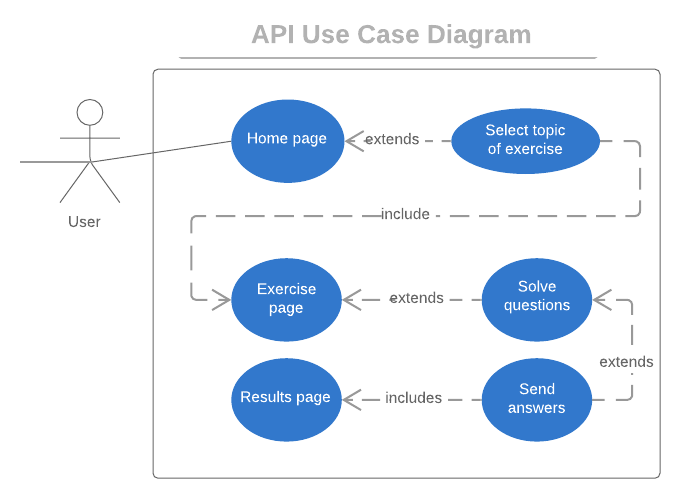 API Use Case Diagram
Home page
extends
Select topic
of exercise
User
include
Exercise
page
extends
Solve
questions
extends
Results page
includes
Send
answers